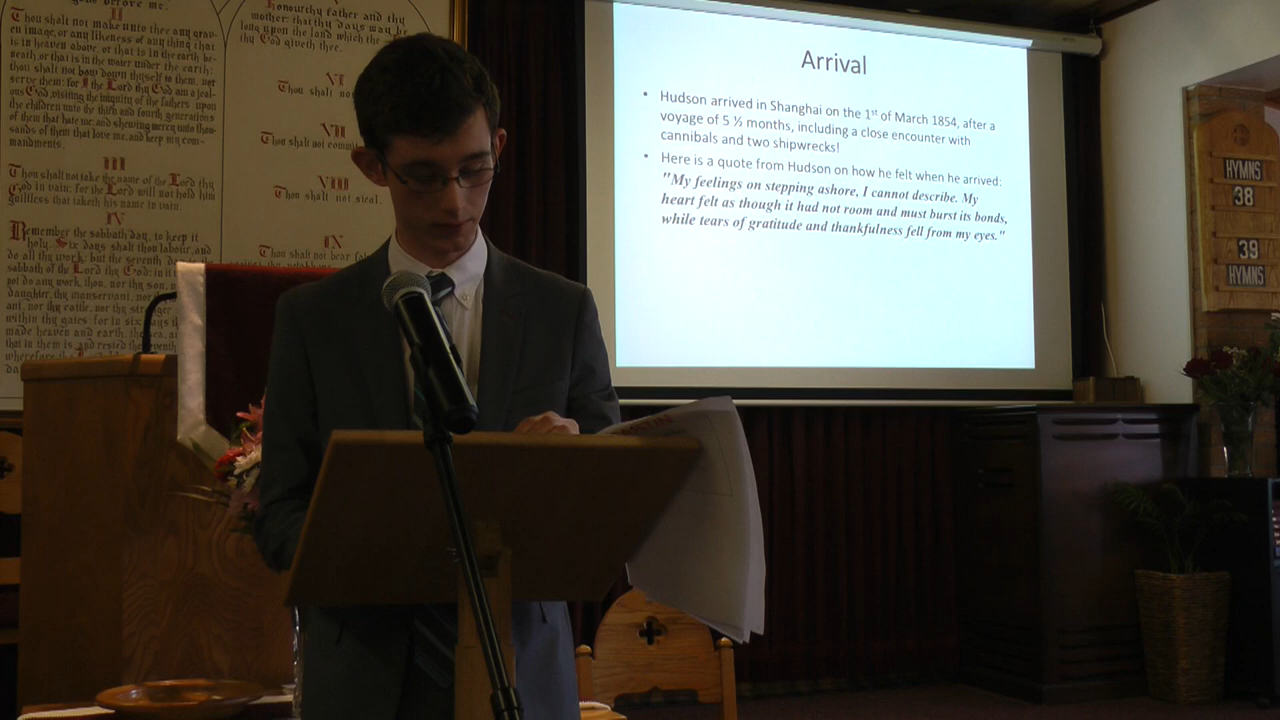 gods before me.
II
Thou shalt not make unto thee any grav-
en image, or any likeness of any thing that
is in heaven above, or that is in the earth be-
neath, or that is in the water under the earth:
thou shalt not bow down thyself to them, nor
serve them: for I the Lord thy God am a jeal-
ous God, visiting the iniquity of the fathers upon
the children unto the third and fourth generations
of them that hate me: and shewing mercy unto thou-
sands of them that love me, and keep my com-
mandments.
III
Thou shalt not take the name of the Lord thy
God in vain: for the Lord will not hold him
guiltless that taketh his name in vain.
IV
Remember the sabbath day, to keep it
holy. Six days shalt thou labour, and
do all thy work: but the seventh day is the
sabbath of the Lord thy God: in it
not do any work, thou, nor thy son,
daughter, thy manservant, nor thy
ant, nor thy cattle, nor thy stranger
within thy gates: for in six days
made heaven and earth, the sea,
that in them is and rested the seventh
wherefore the
Honour thy father and thy
mother: that thy days may be
long upon the land which the
thy God giveth thee.
VI
Thou shalt no
VII
Thou shalt not commit
VIII
Thou shalt not steal.
IX
Thou shalt not bear fa
Arrival
• Hudson arrived in Shanghai on the 1st of March 1854, after a
voyage of 5 ½ months, including a close encounter with
cannibals and two shipwrecks!
• Here is a quote from Hudson on how he felt when he arrived:
"My feelings on stepping ashore, I cannot describe. My
heart felt as though it had not room and must burst its bonds,
while tears of gratitude and thankfulness fell from my eyes."
HYMNS
38
39
HYMNS